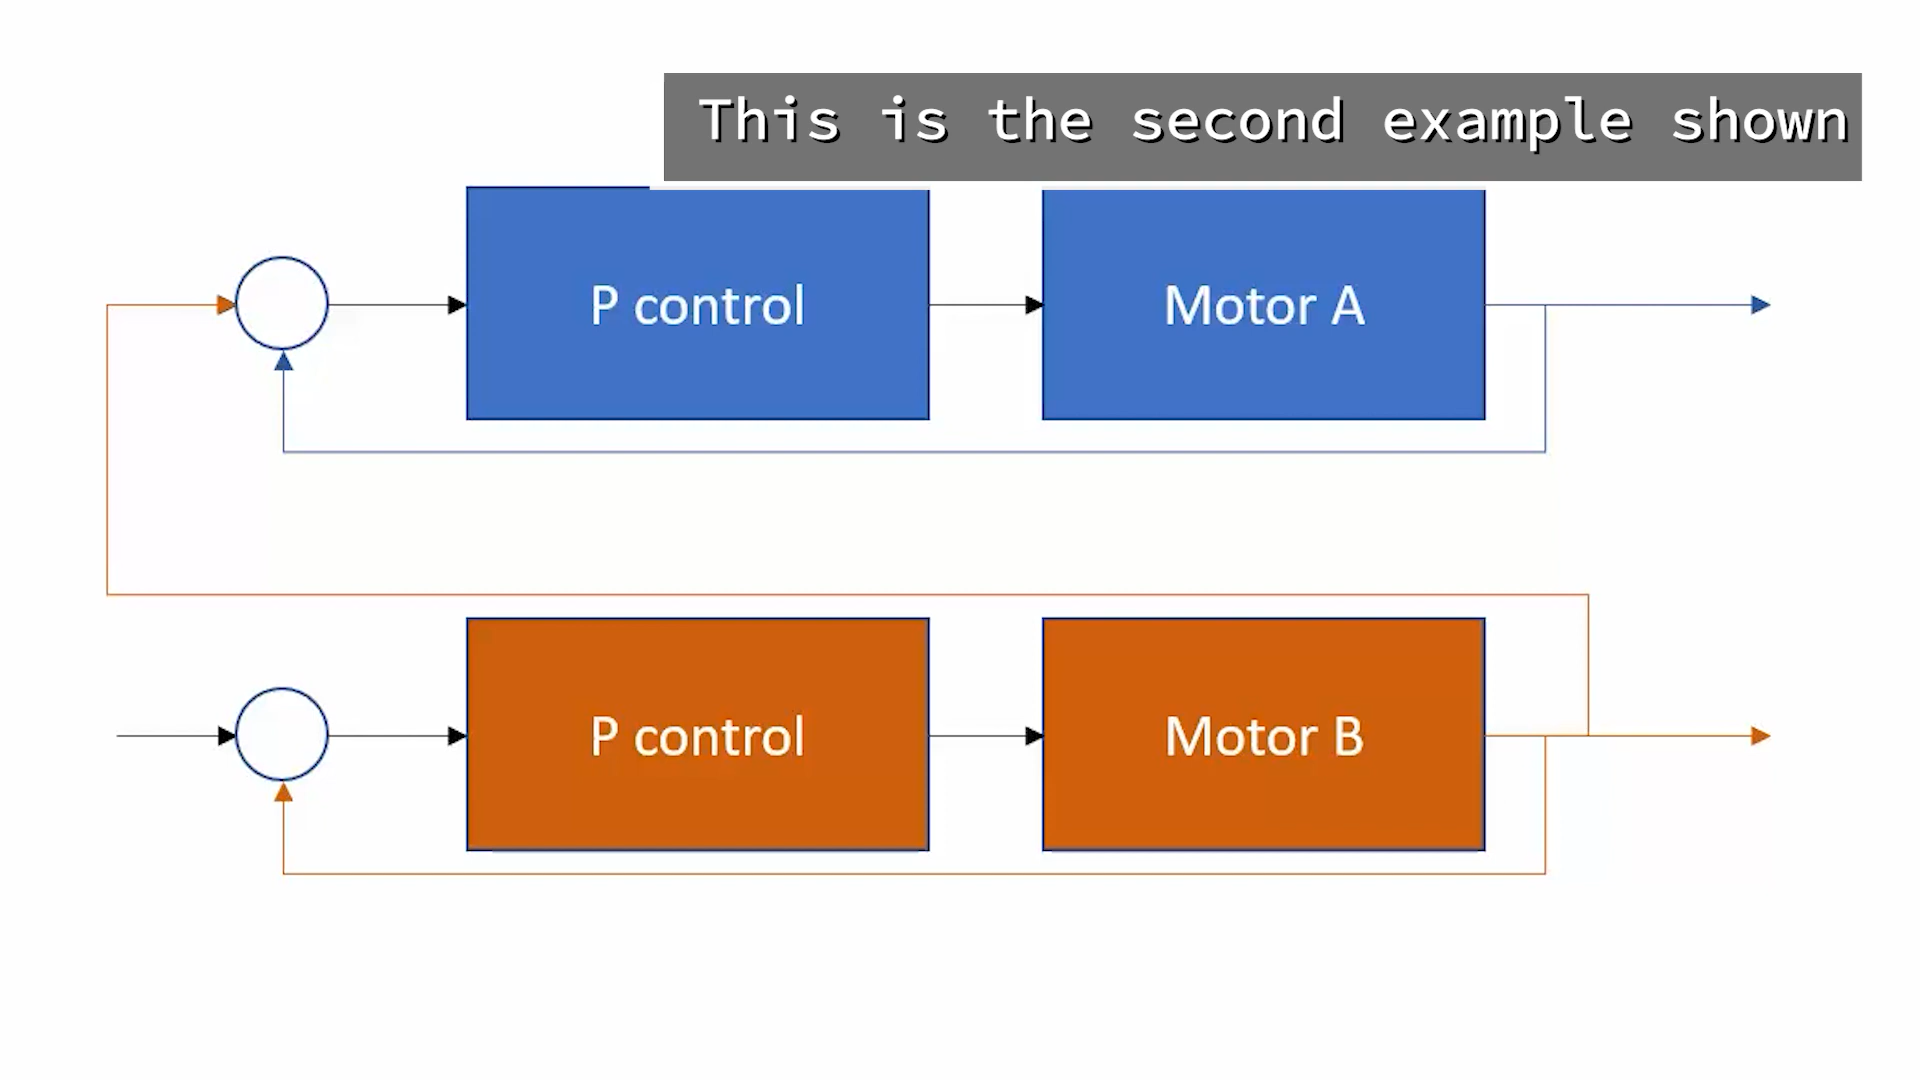 This is the second example shown
P control
Motor A
P control
Motor B